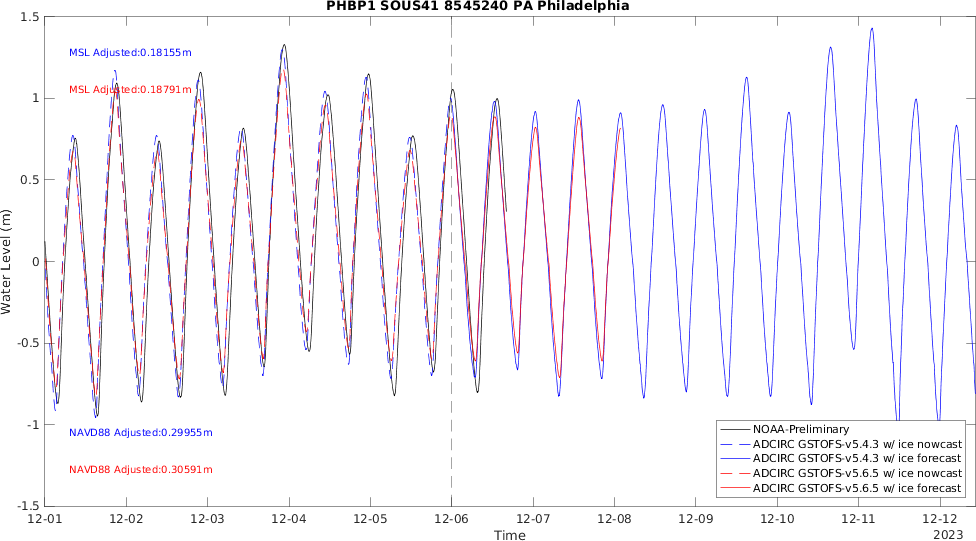 PHBP1 SOUS41 8545240 PA Philadelphia
1.5
1
0.5
0
-0.5
-1
-1.5
Water Level (m)
MSL Adjusted:0.18155m
MSL Adjusted:0.18791m
NAVD88 Adjusted:0.29955m
NAVD88 Adjusted:0.30591m
NOAA-Preliminary
ADCIRC GSTOFS-v5.4.3 w/ ice nowcast
ADCIRC GSTOFS-v5.4.3 w/ ice forecast
ADCIRC GSTOFS-v5.6.5 w/ ice nowcast
ADCIRC GSTOFS-v5.6.5 w/ ice forecast
12-01 12-02 12-03 12-04 12-05 12-06 12-07 12-08 12-09 12-10 12-11 12-12
2023
Time